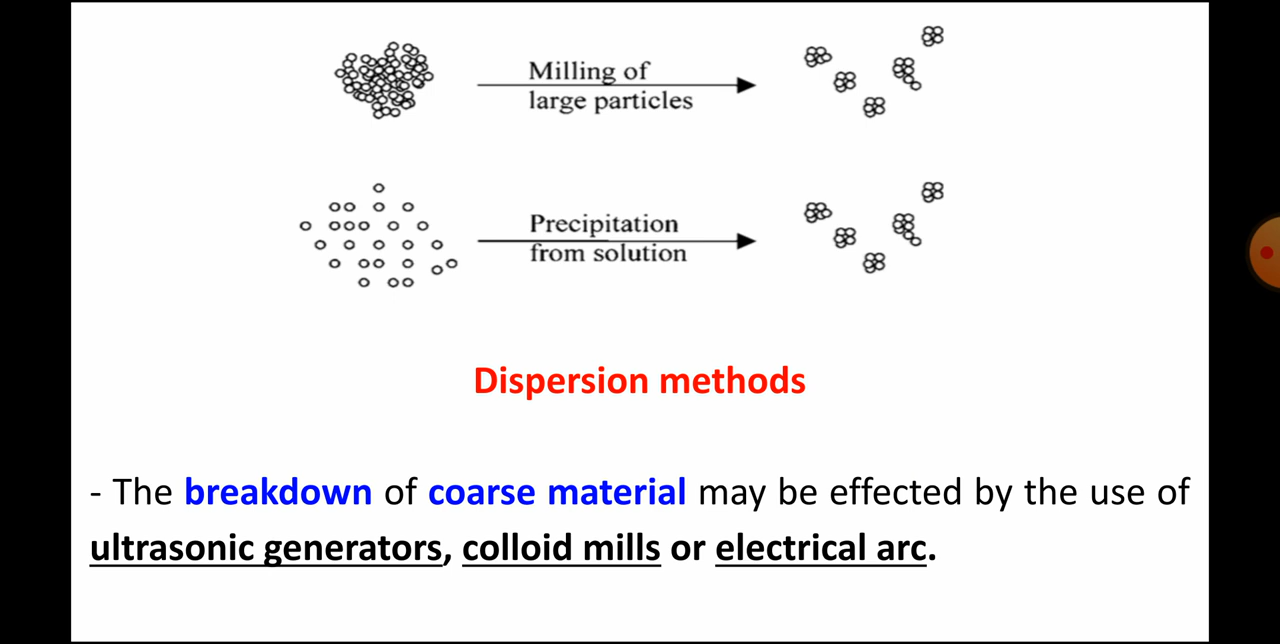 Milling of
large particles
Precipitation
from solution
Dispersion methods
- The breakdown of coarse material may be effected by the use of
ultrasonic generators, colloid mills or electrical arc.